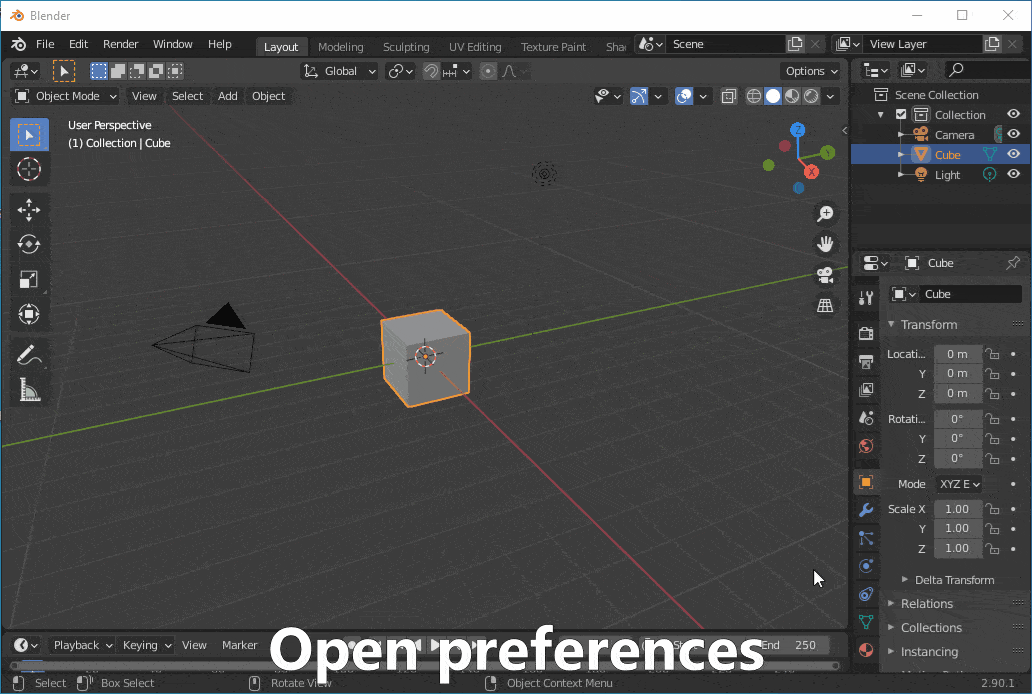 Blender
File Edit Render Window Help Layout Modeling Sculpting UV Editing Texture Paint Sha Scene View Layer
Global Options
Object Mode View Select Add Object
User Perspective
(1) Collection | Cube
Z
Y
X
Scene Collection
Collection
Camera
Cube
Light
Cube
Cube
Transform
Locati... 0 m
Y 0 m
Z 0 m
Rotati... 0°
Y 0°
Z 0°
Mode XYZ E
Scale X 1.00
Y 1.00
Z 1.00
Delta Transform
Relations
Collections
Instancing
Playback Keying View Marker End 250
Open preferences
Select Box Select Rotate View Object Context Menu 2.90.1